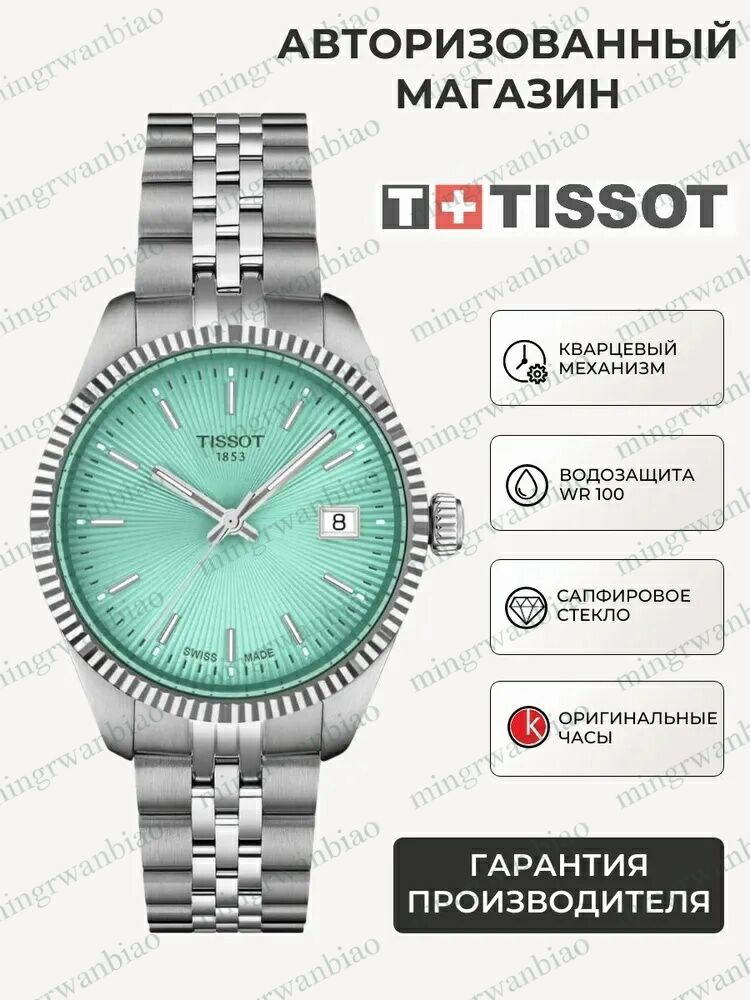 АВТОРИЗОВАННЫЙ
МАГАЗИН
T+TISSOT
КВАРЦЕВЫЙ
МЕХАНИЗМ
ВОДОЗАЩИТА
WR 100
САПФИРОВОЕ
СТЕКЛО
k
ОРИГИНАЛЬНЫЕ
ЧАСЫ
ГАРАНТИЯ
ПРОИЗВОДИТЕЛЯ
TISSOT
1853
8
SWISS MADE
mingrwanbiao